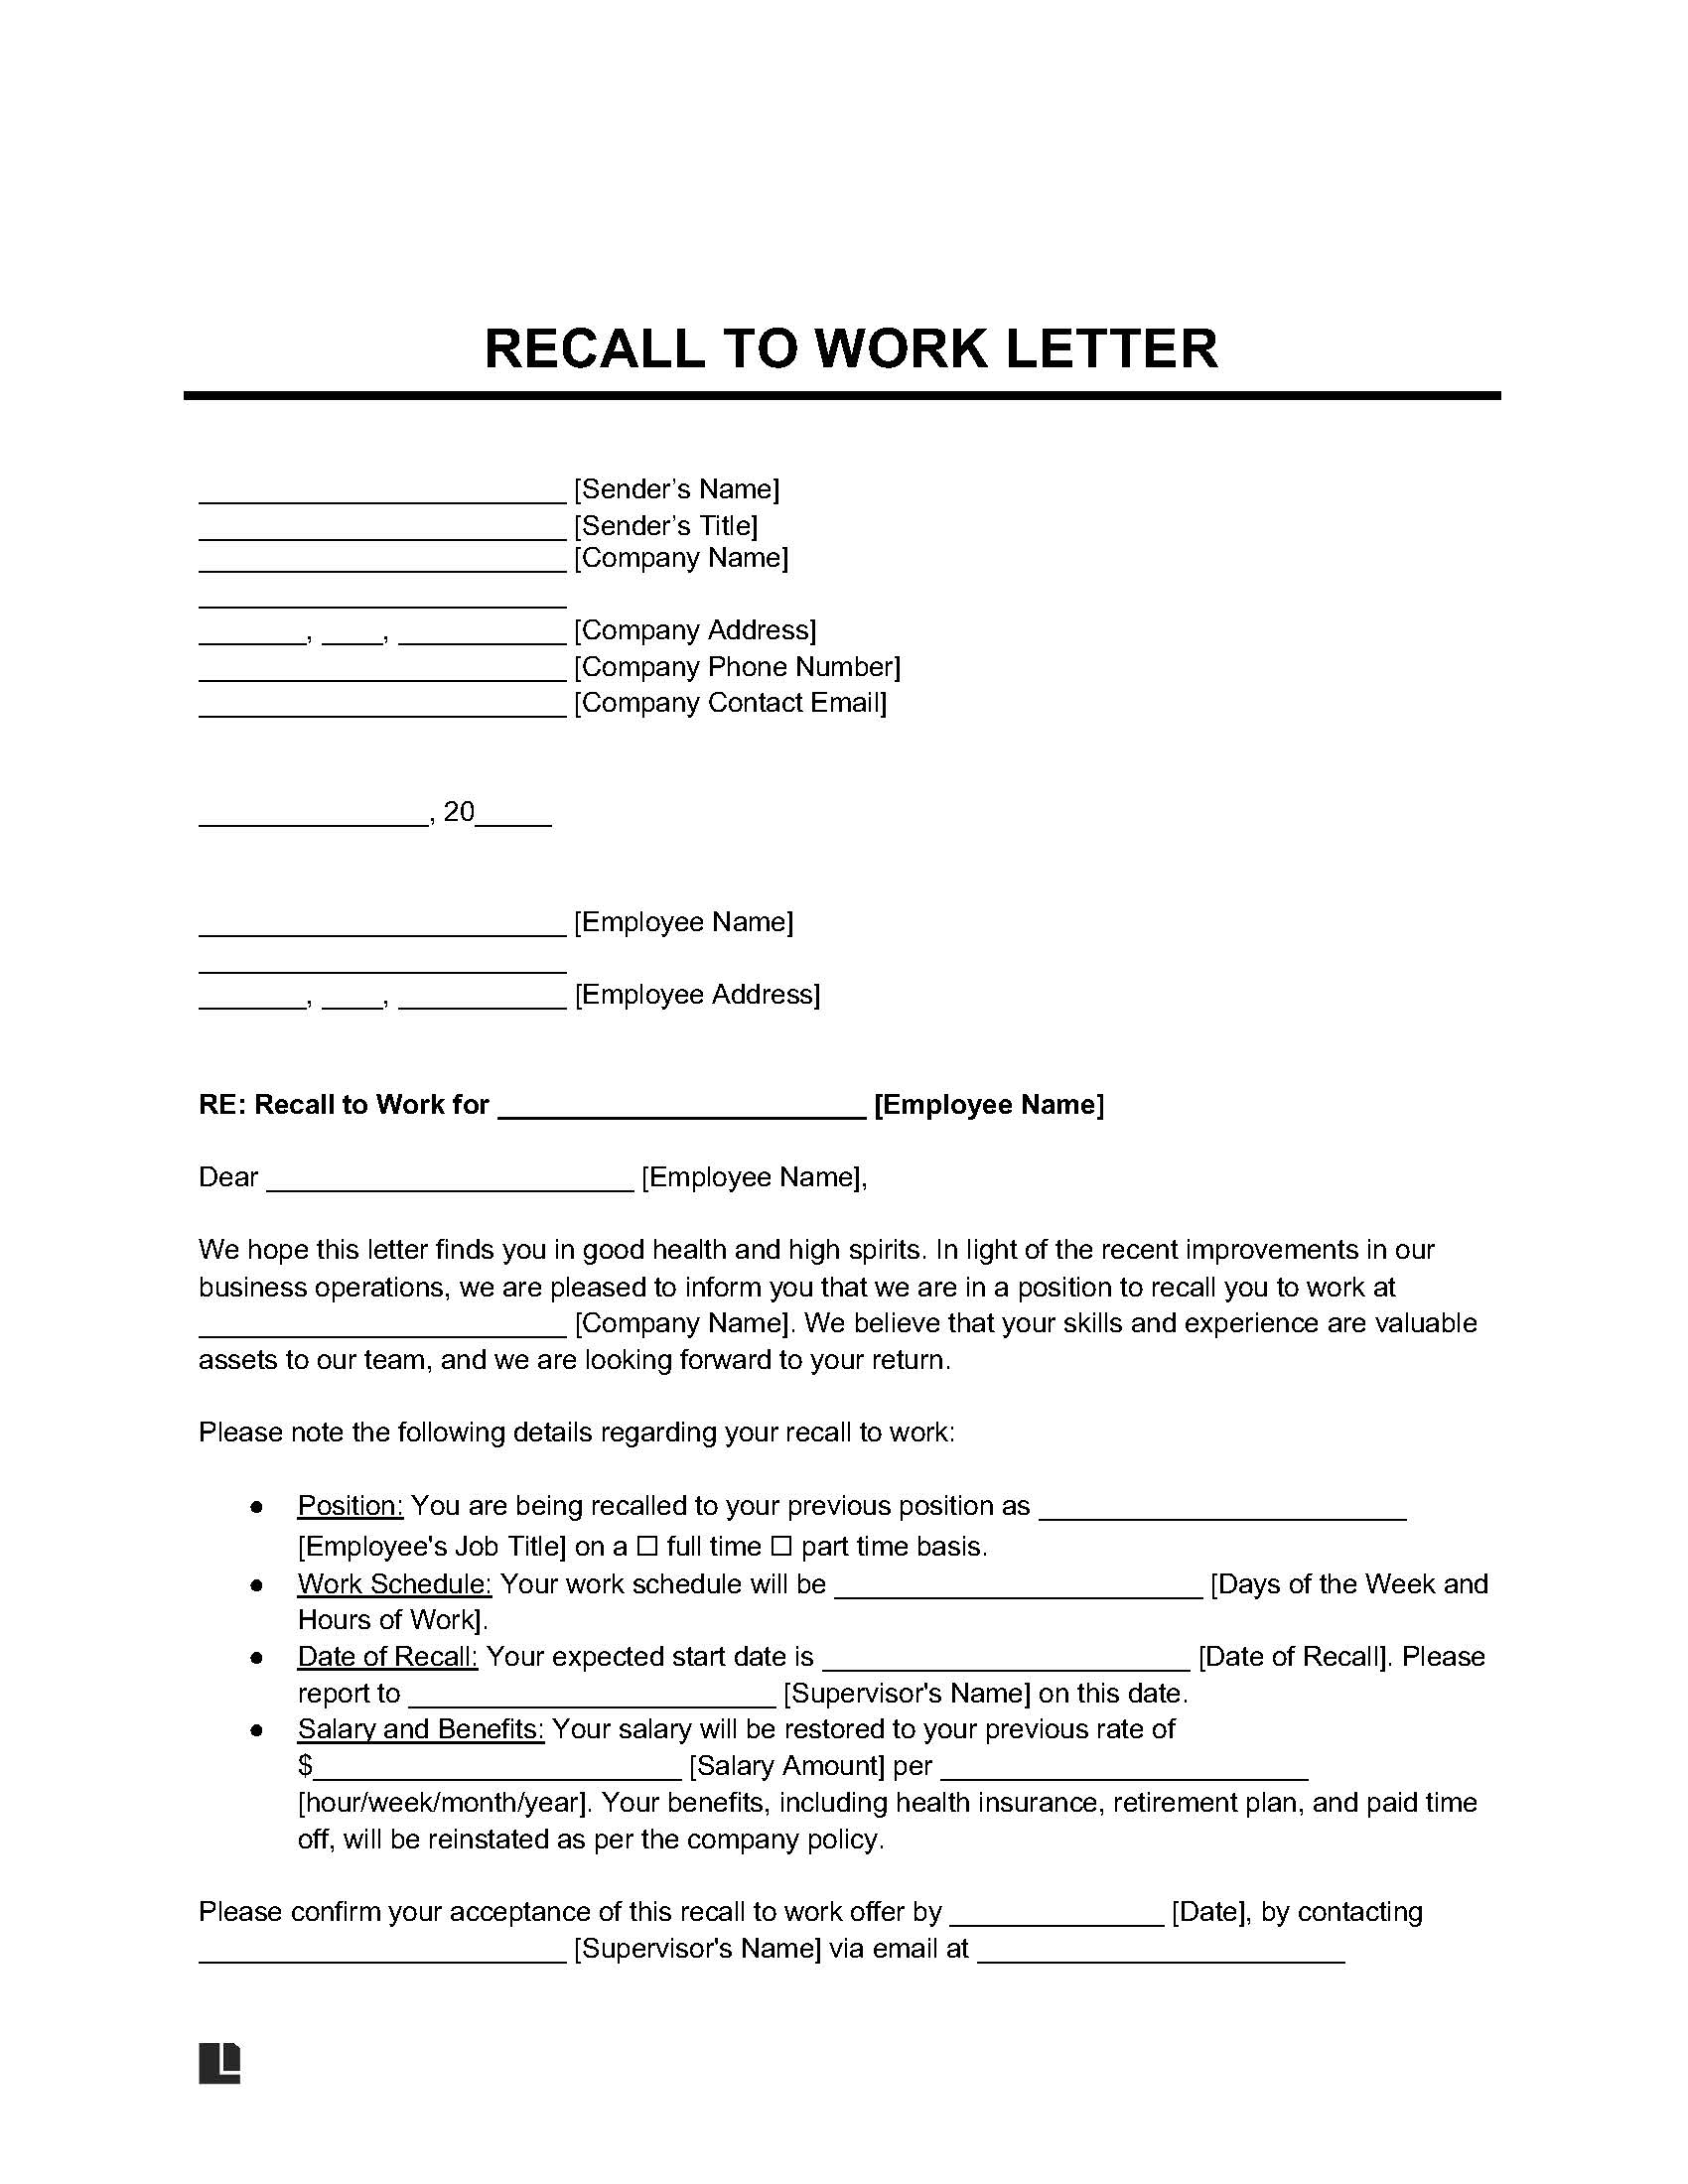 RECALL TO WORK LETTER
________________________ [Sender’s Name]
________________________ [Sender’s Title]
________________________ [Company Name]
________________________
_______, ____, ___________ [Company Address]
________________________ [Company Phone Number]
________________________ [Company Contact Email]
_______________, 20_____
________________________ [Employee Name]
________________________
_______, ____, ___________ [Employee Address]
RE: Recall to Work for ________________________ [Employee Name]
Dear ________________________ [Employee Name],
We hope this letter finds you in good health and high spirits. In light of the recent improvements in our
business operations, we are pleased to inform you that we are in a position to recall you to work at
________________________ [Company Name]. We believe that your skills and experience are valuable
assets to our team, and we are looking forward to your return.
Please note the following details regarding your recall to work:
● Position: You are being recalled to your previous position as ________________________
[Employee's Job Title] on a ☐ full time ☐ part time basis.
● Work Schedule: Your work schedule will be ________________________ [Days of the Week and
Hours of Work].
● Date of Recall: Your expected start date is ________________________ [Date of Recall]. Please
report to ________________________ [Supervisor's Name] on this date.
● Salary and Benefits: Your salary will be restored to your previous rate of
$________________________ [Salary Amount] per ________________________
[hour/week/month/year]. Your benefits, including health insurance, retirement plan, and paid time
off, will be reinstated as per the company policy.
Please confirm your acceptance of this recall to work offer by ______________ [Date], by contacting
________________________ [Supervisor's Name] via email at ________________________